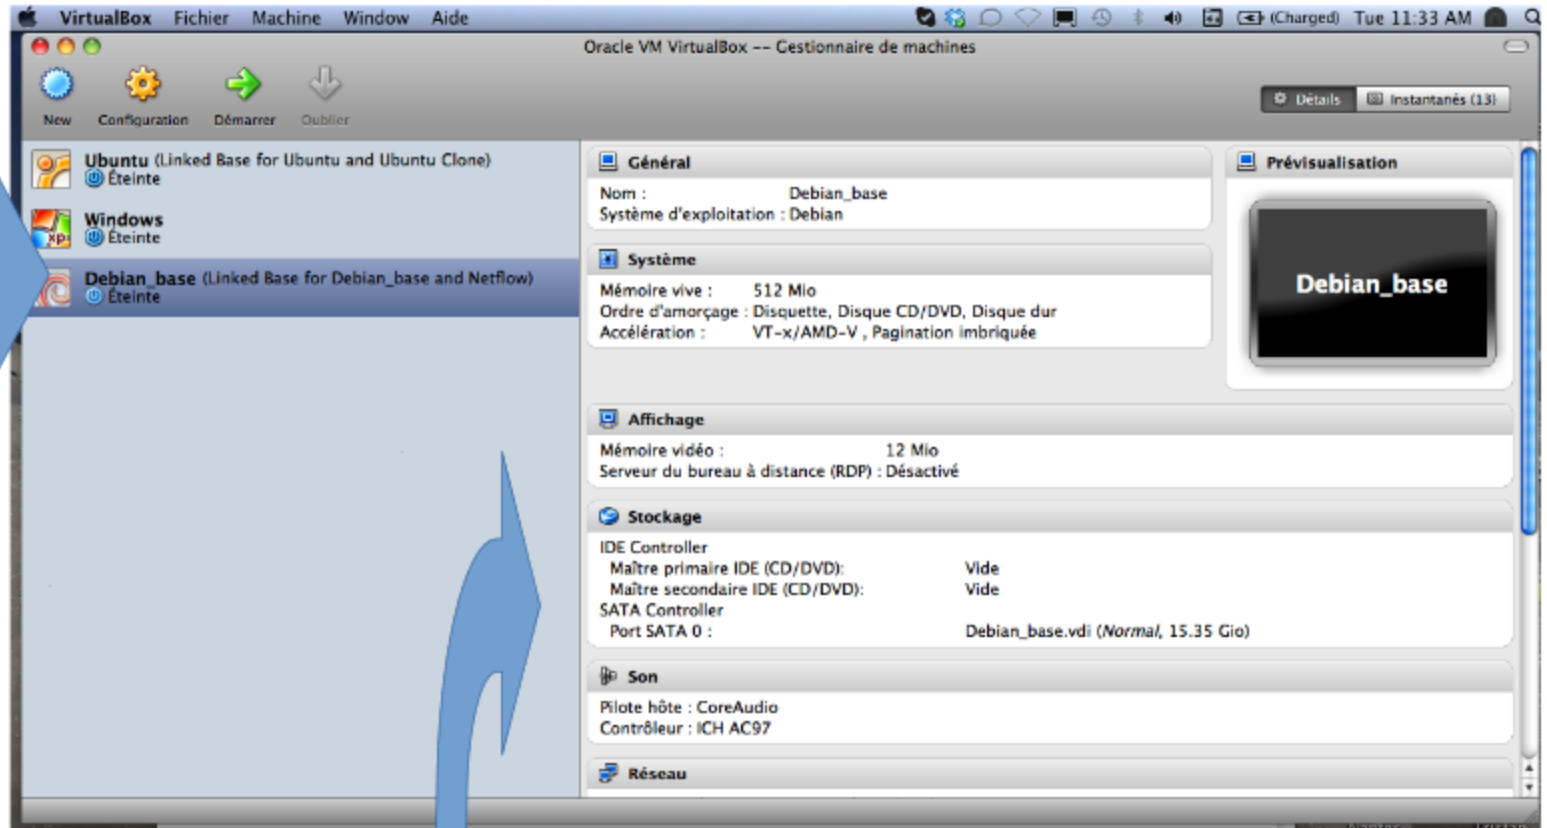 VirtualBox Fichier Machine Window Aide
(Charged) Tue 11:33 AM
Oracle VM VirtualBox -- Gestionnaire de machines
New Configuration Démarrer Oublier
Détails Instantanés (13)
Ubuntu (Linked Base for Ubuntu and Ubuntu Clone)
Éteinte
Windows
Éteinte
Debian_base (Linked Base for Debian_base and Netflow)
Éteinte
Général
Nom : Debian_base
Système d'exploitation : Debian
Système
Mémoire vive : 512 Mio
Ordre d'amorçage : Disquette, Disque CD/DVD, Disque dur
Accélération : VT-x/AMD-V , Pagination imbriquée
Prévisualisation
Debian_base
Affichage
Mémoire vidéo : 12 Mio
Serveur du bureau à distance (RDP) : Désactivé
Stockage
IDE Controller
Maître primaire IDE (CD/DVD): Vide
Maître secondaire IDE (CD/DVD): Vide
SATA Controller
Port SATA 0 : Debian_base.vdi (Normal, 15.35 Gio)
Son
Pilote hôte : CoreAudio
Contrôleur : ICH AC97
Réseau